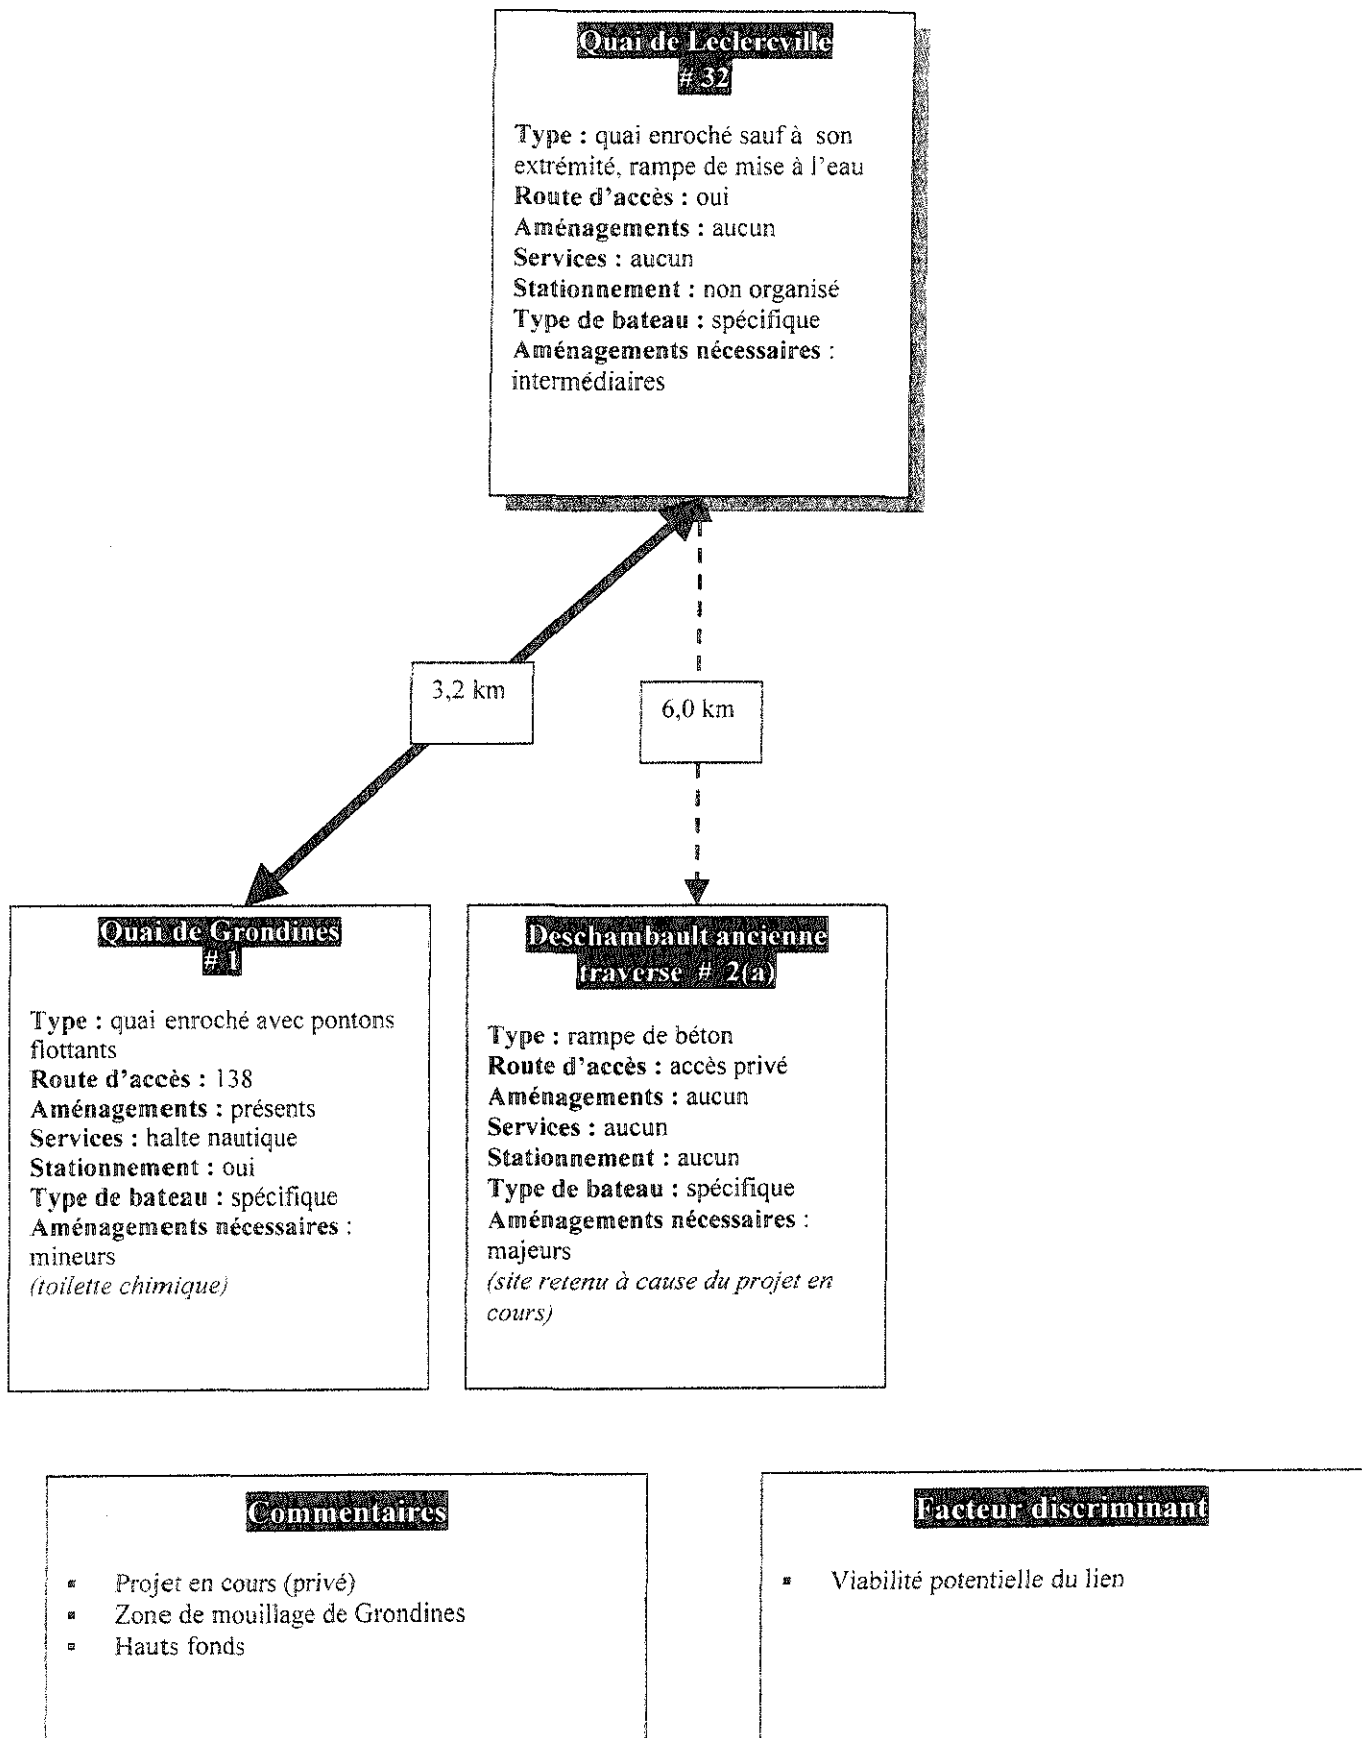 Quai de Leclercville
# 32
Type : quai enroché sauf à son
extrémité, rampe de mise à l'eau
Route d'accès : oui
Aménagements : aucun
Services : aucun
Stationnement : non organisé
Type de bateau : spécifique
Aménagements nécessaires :
intermédiaires
3,2 km
6,0 km
Quai de Grondines
# 1
Type : quai enroché avec pontons
flottants
Route d'accès : 138
Aménagements : présents
Services : halte nautique
Stationnement : oui
Type de bateau : spécifique
Aménagements nécessaires :
mineurs
(toilette chimique)
Deschambault ancienne
traverse # 2(a)
Type : rampe de béton
Route d'accès : accès privé
Aménagements : aucun
Services : aucun
Stationnement : aucun
Type de bateau : spécifique
Aménagements nécessaires :
majeurs
(site retenu à cause du projet en
cours)
Commentaires
▪ Projet en cours (privé)
▪ Zone de mouillage de Grondines
▪ Hauts fonds
Facteur discriminant
▪ Viabilité potentielle du lien